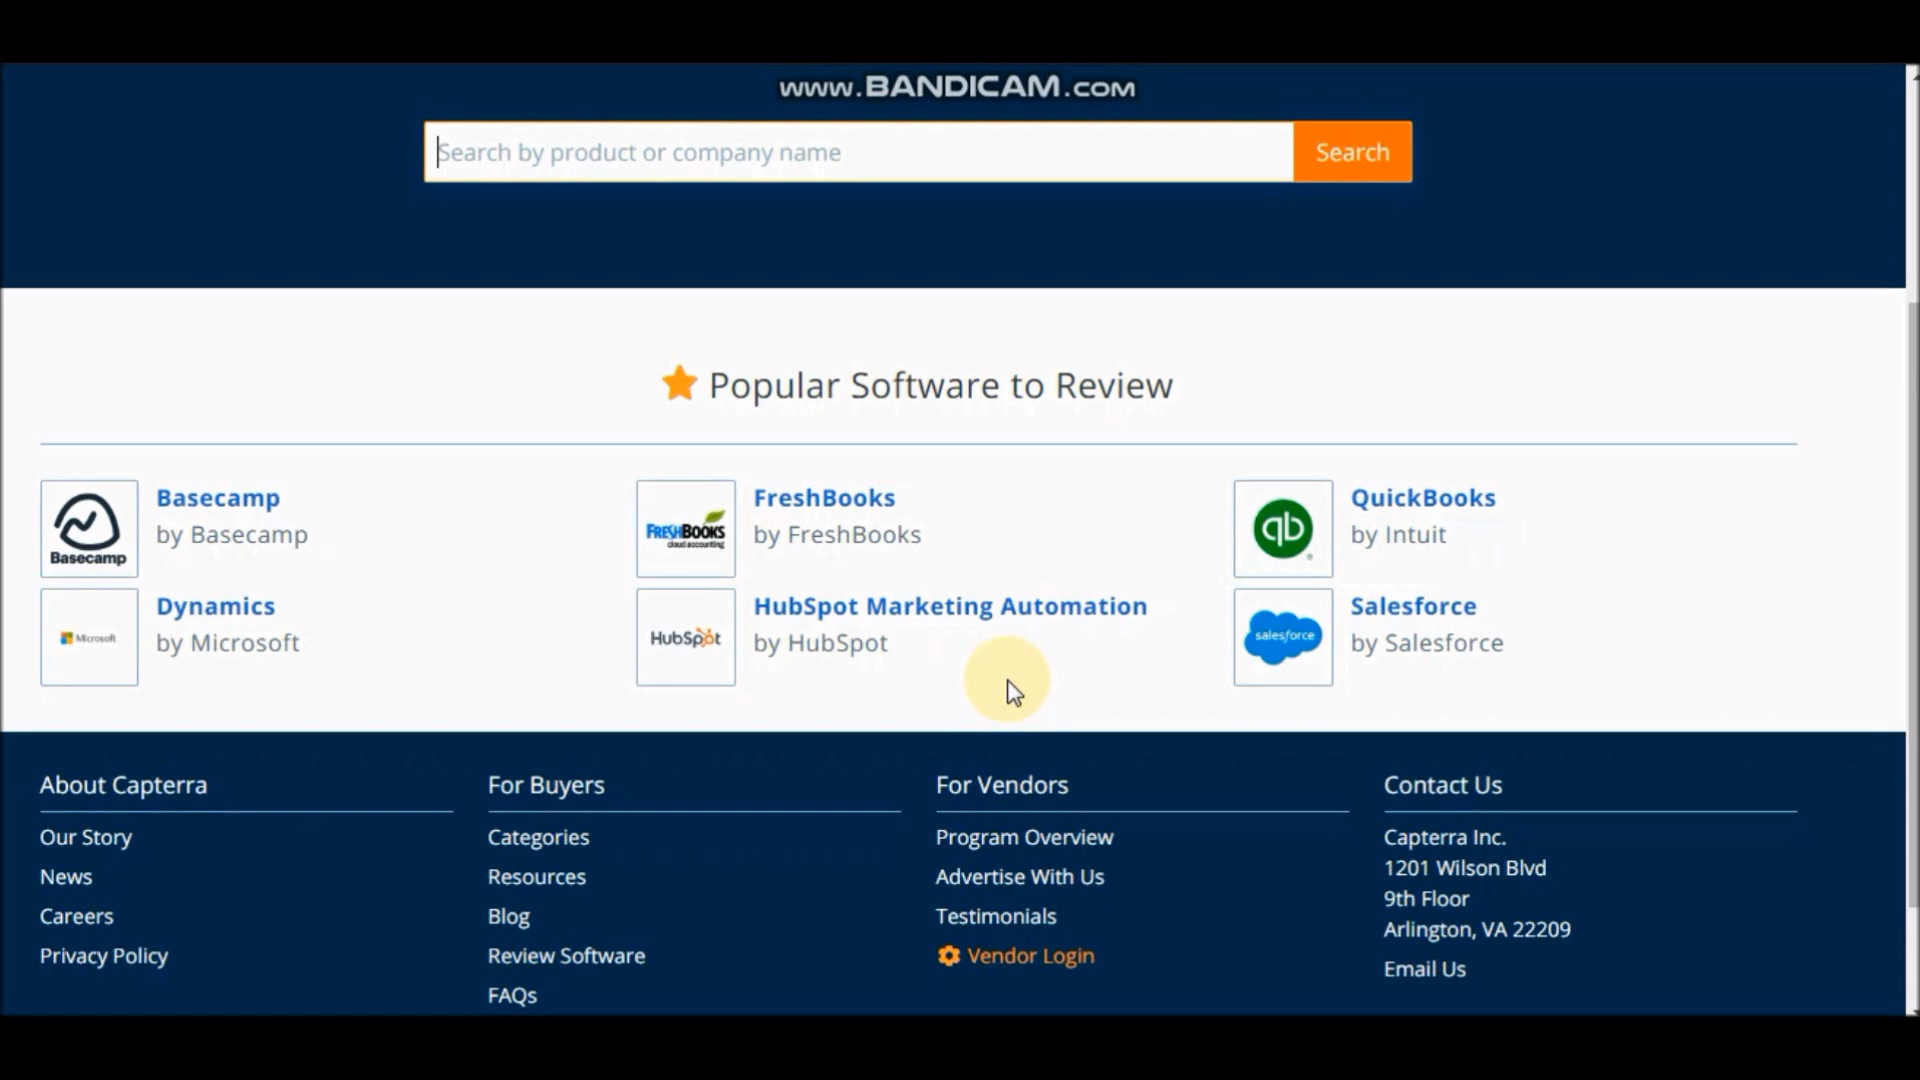 www.BANDICAM.com
Search by product or company name
Search
Popular Software to Review
Basecamp
Basecamp
by Basecamp
FRESHBOOKS
cloud accounting
FreshBooks
by FreshBooks
qb
QuickBooks
by Intuit
Microsoft
Dynamics
by Microsoft
HubSpot
HubSpot Marketing Automation
by HubSpot
salesforce
Salesforce
by Salesforce
About Capterra
Our Story
News
Careers
Privacy Policy
For Buyers
Categories
Resources
Blog
Review Software
FAQs
For Vendors
Program Overview
Advertise With Us
Testimonials
Vendor Login
Contact Us
Capterra Inc.
1201 Wilson Blvd
9th Floor
Arlington, VA 22209
Email Us